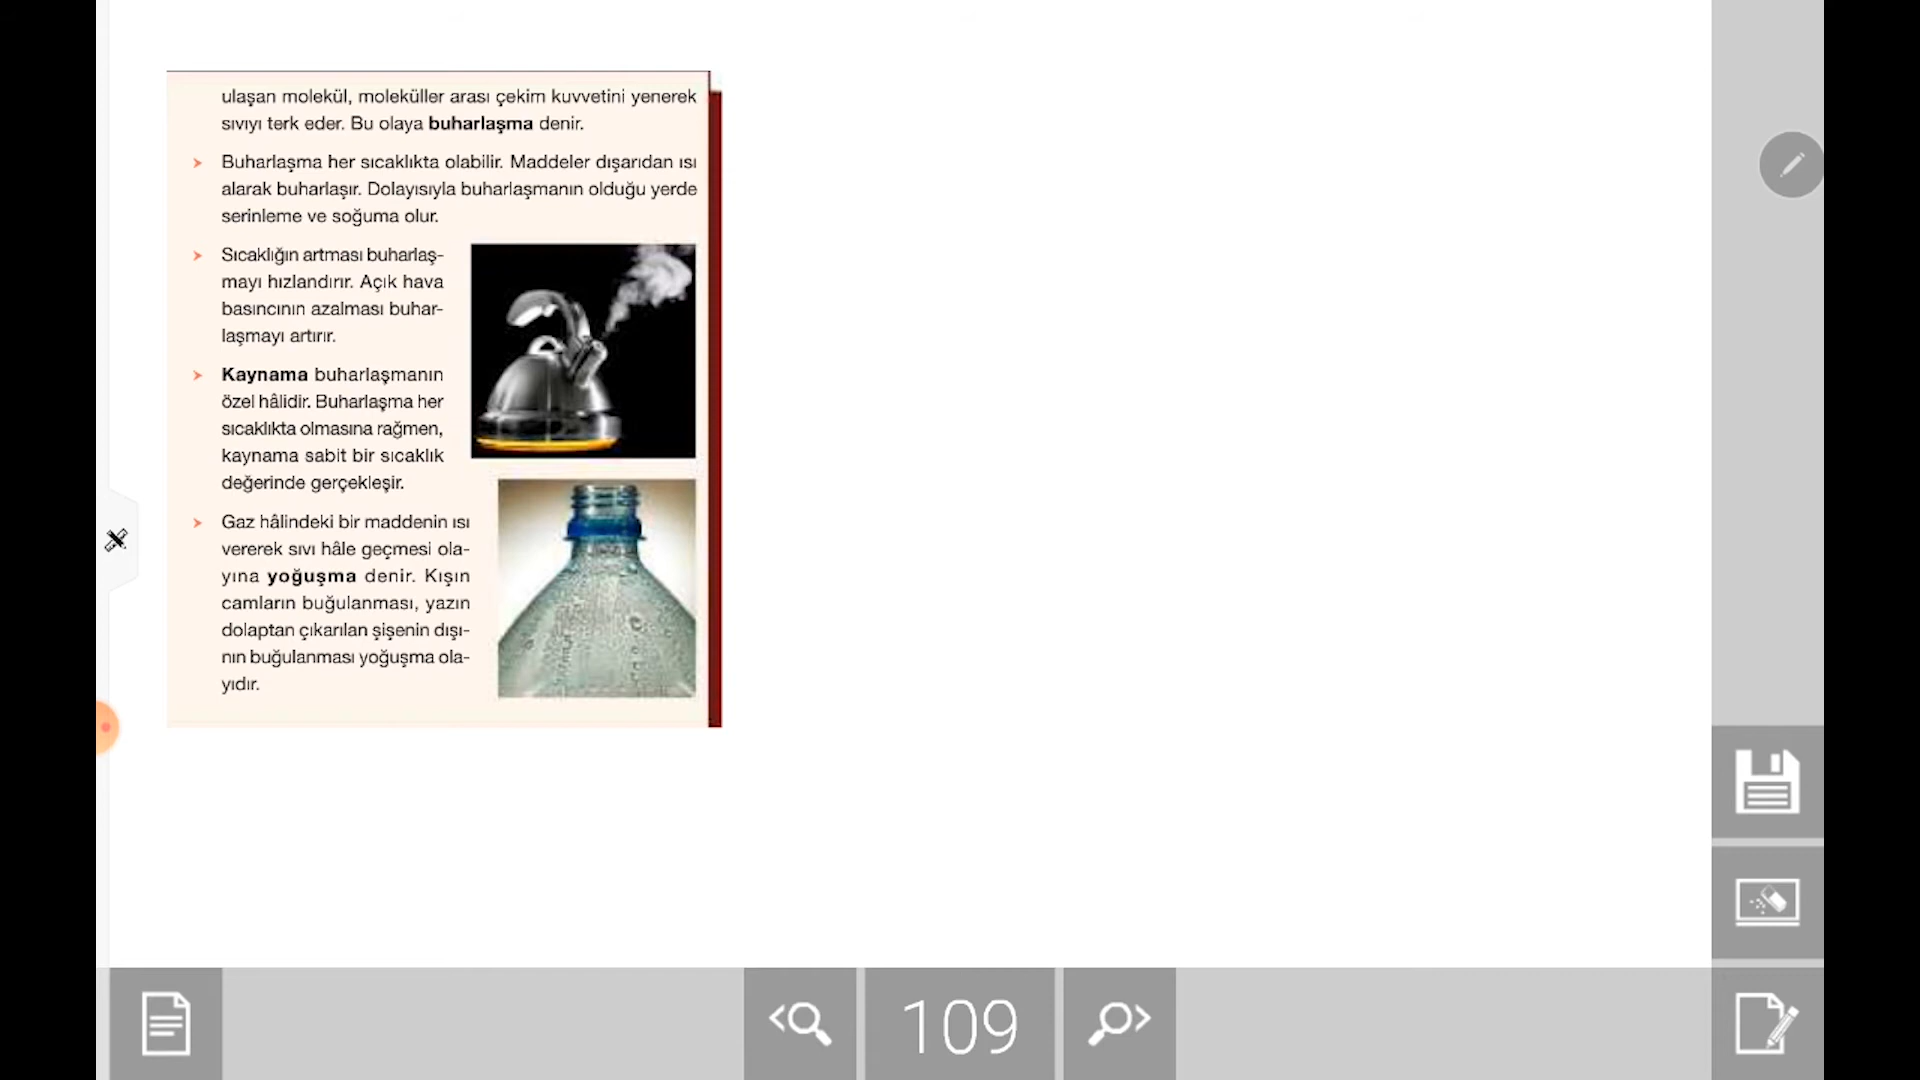 ulaşan molekül, moleküller arası çekim kuvvetini yenerek
sıvıyı terk eder. Bu olaya buharlaşma denir.
Buharlaşma her sıcaklıkta olabilir. Maddeler dışarıdan ısı
alarak buharlaşır. Dolayısıyla buharlaşmanın olduğu yerde
serinleme ve soğuma olur.
Sıcaklığın artması buharlaş-
mayı hızlandırır. Açık hava
basıncının azalması buhar-
laşmayı artırır.
Kaynama buharlaşmanın
özel hâlidir. Buharlaşma her
sıcaklıkta olmasına rağmen,
kaynama sabit bir sıcaklık
değerinde gerçekleşir.
Gaz hâlindeki bir maddenin ısı
vererek sıvı hâle geçmesi ola-
yına yoğuşma denir. Kışın
camların buğulanması, yazın
dolaptan çıkarılan şişenin dışı-
nın buğulanması yoğuşma ola-
yıdır.
109